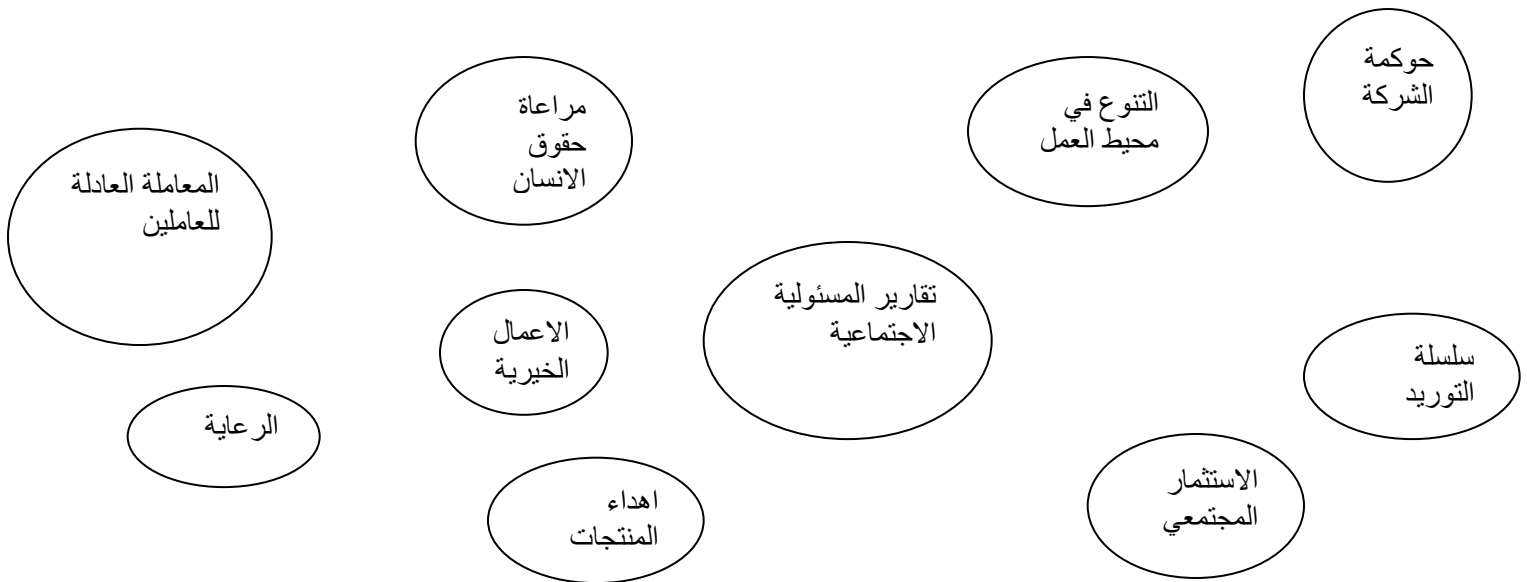 حوكمة
الشركة
التنوع في
محيط العمل
مراعاة
حقوق
الانسان
المعاملة العادلة
للعاملين
تقارير المسئولية
الاجتماعية
الاعمال
الخيرية
سلسلة
التوريد
الرعاية
الاستثمار
المجتمعي
اهداء
المنتجات